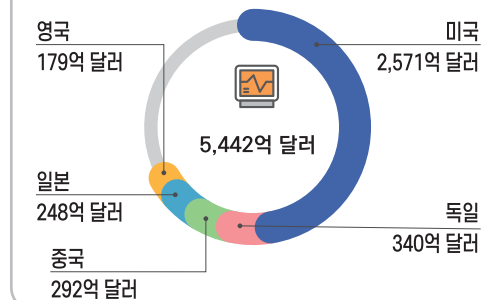 영국
179억 달러
미국
2,571억 달러
5,442억 달러
일본
248억 달러
독일
340억 달러
중국
292억 달러